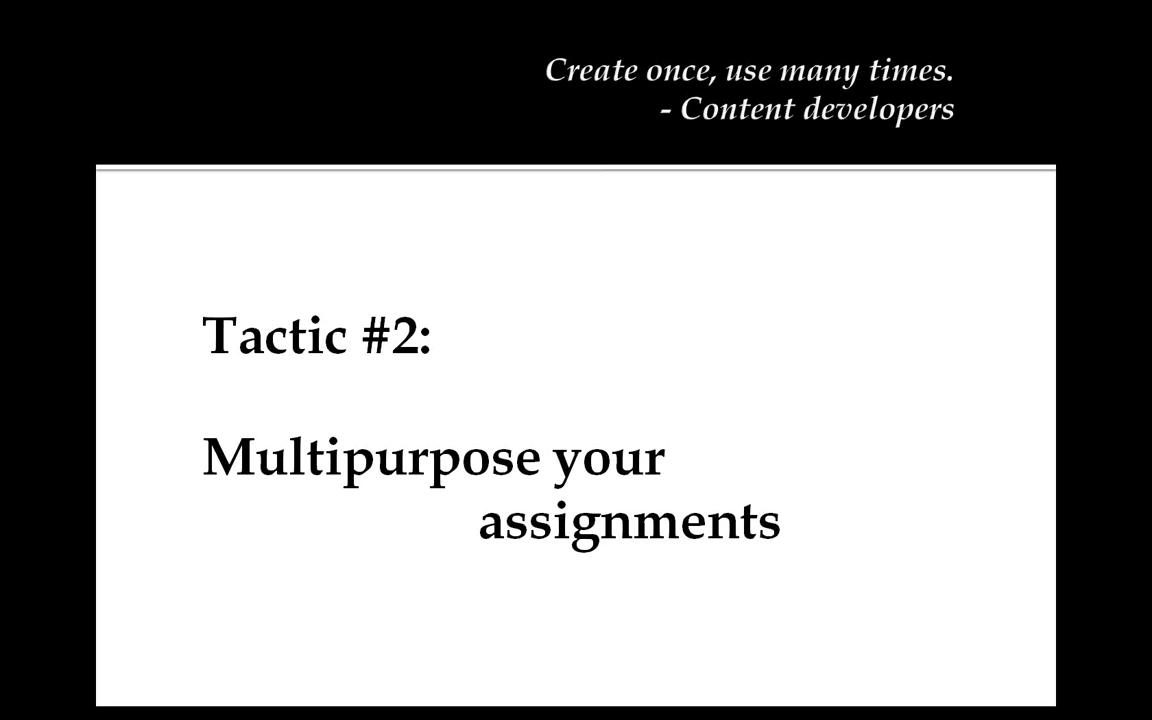 Create once, use many times.
- Content developers
Tactic #2:
Multipurpose your
assignments